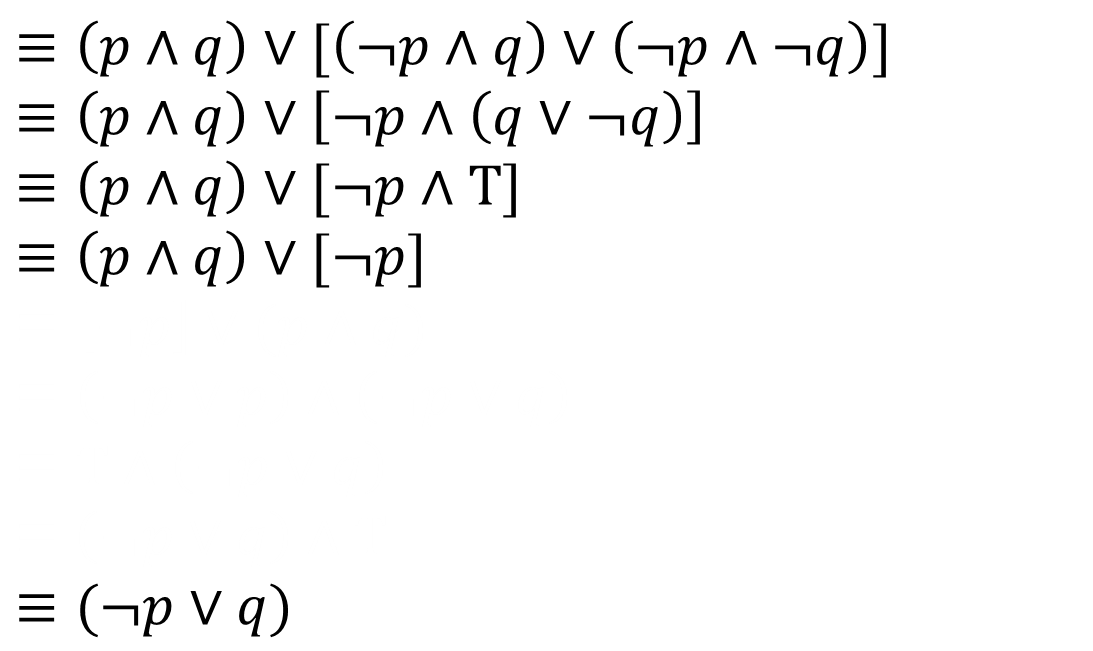 ≡ (p ∧ q) ∨ [(¬p ∧ q) ∨ (¬p ∧ ¬q)]
≡ (p ∧ q) ∨ [¬p ∧ (q ∨ ¬q)]
≡ (p ∧ q) ∨ [¬p ∧ T]
≡ (p ∧ q) ∨ [¬p]
≡ (¬p ∨ q)